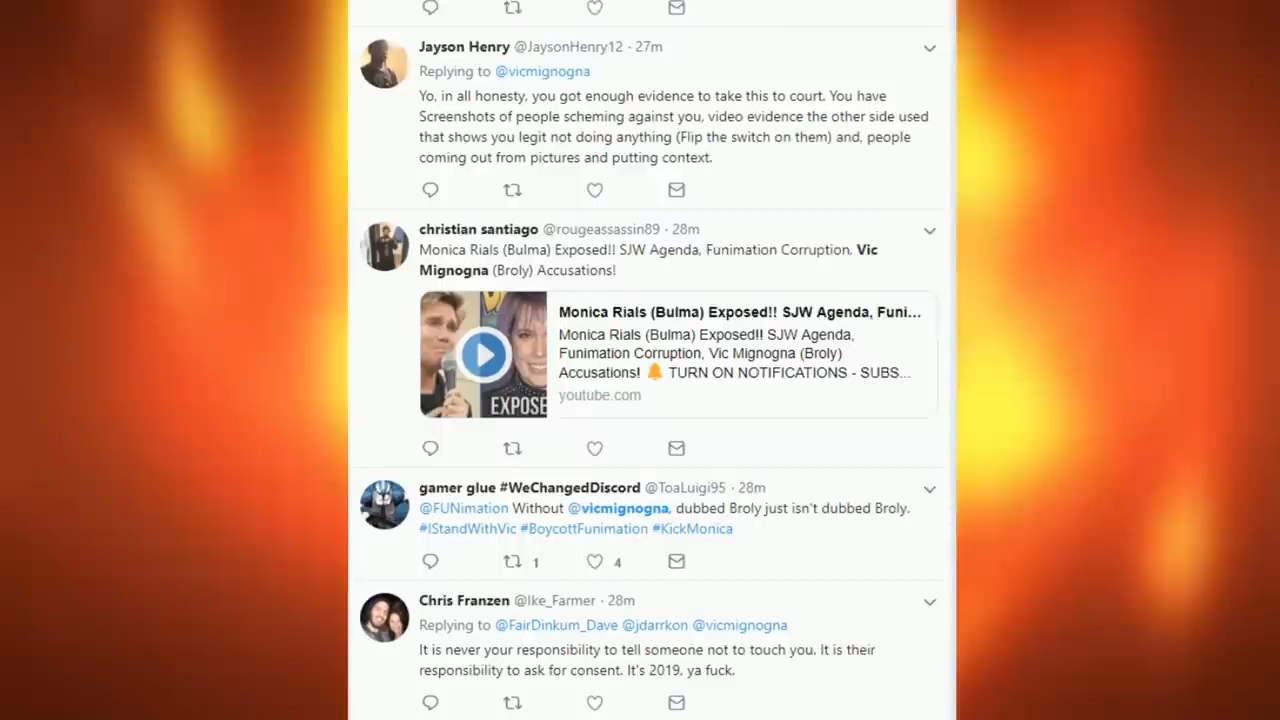 Jayson Henry @JaysonHenry12 · 27m
Replying to @vicmignogna
Yo, in all honesty, you got enough evidence to take this to court. You have
Screenshots of people scheming against you, video evidence the other side used
that shows you legit not doing anything (Flip the switch on them) and, people
coming out from pictures and putting context.
christian santiago @rougeassassin89 · 28m
Monica Rials (Bulma) Exposed!! SJW Agenda, Funimation Corruption, Vic
Mignogna (Broly) Accusations!
Monica Rials (Bulma) Exposed!! SJW Agenda, Funi...
Monica Rials (Bulma) Exposed!! SJW Agenda,
Funimation Corruption, Vic Mignogna (Broly)
Accusations! 🔔 TURN ON NOTIFICATIONS - SUBS...
youtube.com
EXPOSE
gamer glue #WeChangedDiscord @ToaLuigi95 · 28m
@FUNimation Without @vicmignogna, dubbed Broly just isn't dubbed Broly.
#IStandWithVic #BoycottFunimation #KickMonica
1 4
Chris Franzen @Ike_Farmer · 28m
Replying to @FairDinkum_Dave @jdarrkon @vicmignogna
It is never your responsibility to tell someone not to touch you. It is their
responsibility to ask for consent. It's 2019, ya fuck.